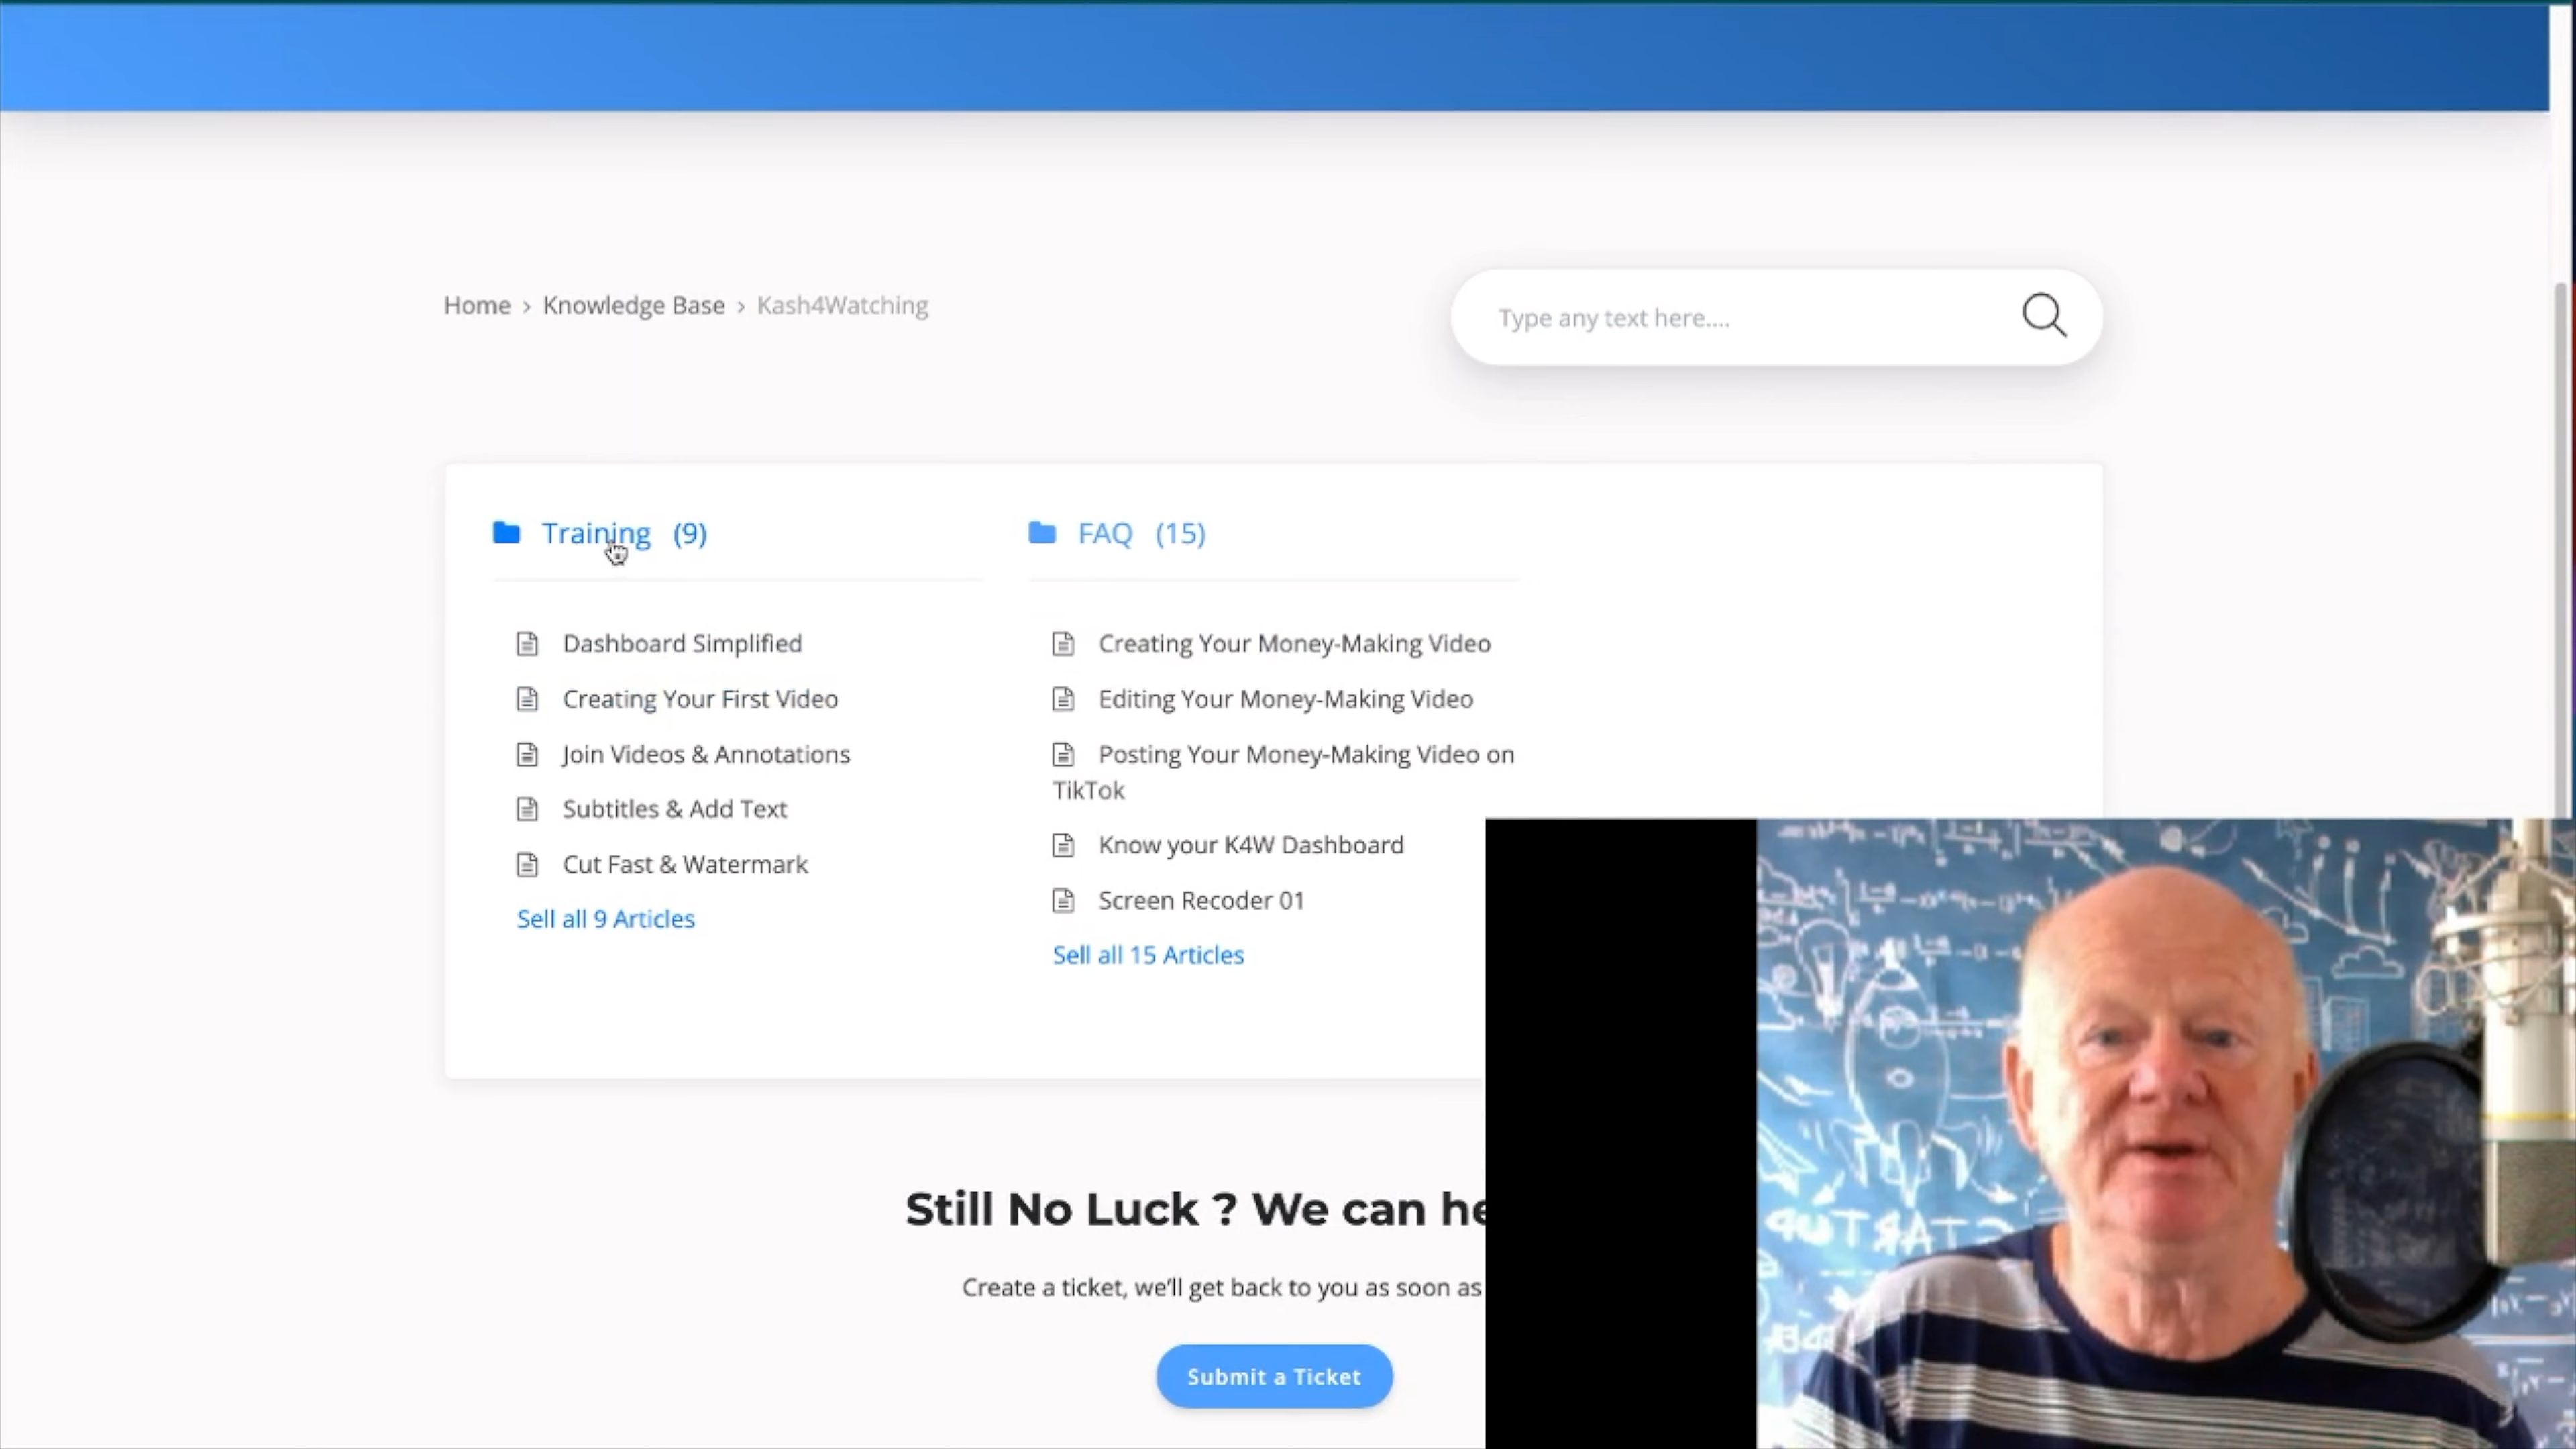 Home › Knowledge Base › Kash4Watching
Type any text here....
Training (9)
Dashboard Simplified
Creating Your First Video
Join Videos & Annotations
Subtitles & Add Text
Cut Fast & Watermark
Sell all 9 Articles
FAQ (15)
Creating Your Money-Making Video
Editing Your Money-Making Video
Posting Your Money-Making Video on
TikTok
Know your K4W Dashboard
Screen Recoder 01
Sell all 15 Articles
Still No Luck ? We can he
Create a ticket, we'll get back to you as soon as
Submit a Ticket